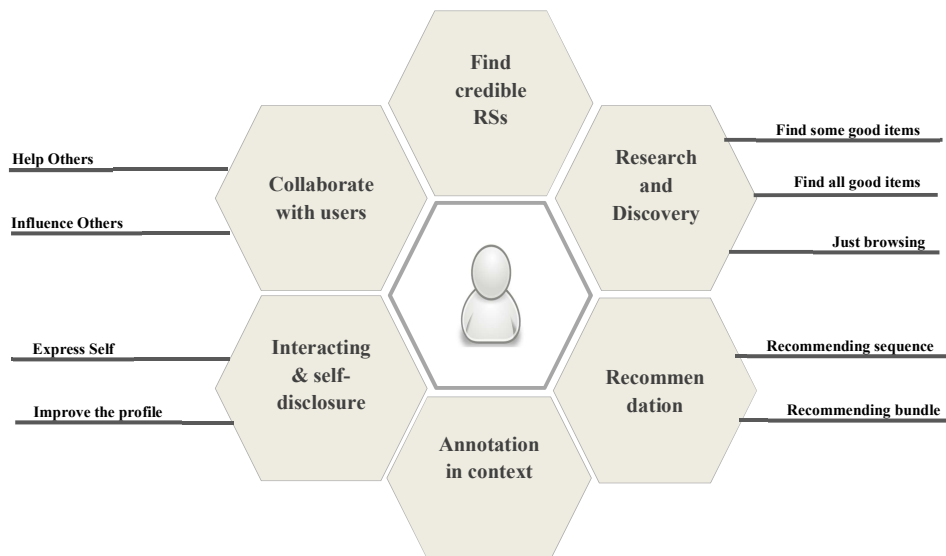 Find
credible
RSs
Help Others
Influence Others
Collaborate
with users
Research
and
Discovery
Find some good items
Find all good items
Just browsing
Express Self
Improve the profile
Interacting
& self-
disclosure
Recommen
dation
Recommending sequence
Recommending bundle
Annotation
in context